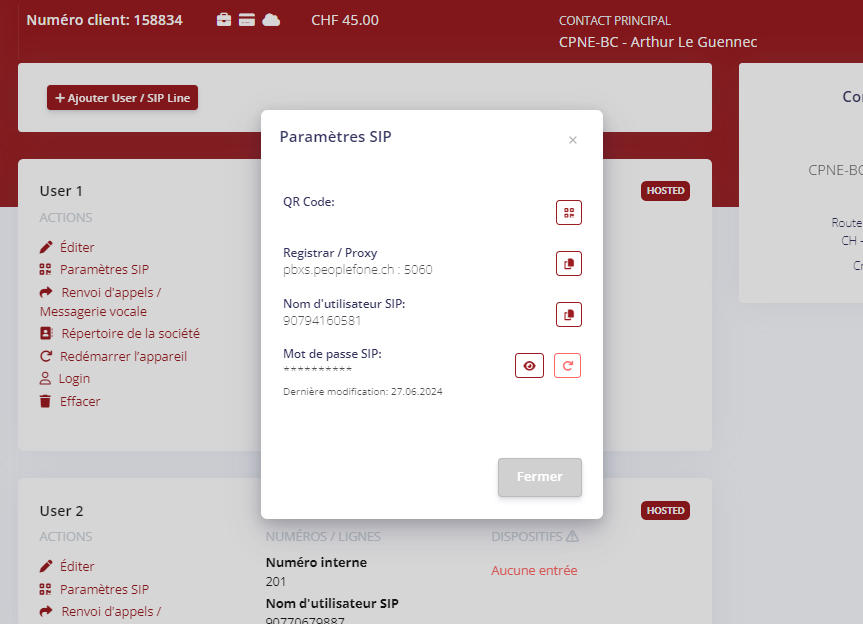 Numéro client: 158834
CHF 45.00
CONTACT PRINCIPAL
CPNE-BC - Arthur Le Guennec
+ Ajouter User / SIP Line
User 1
HOSTED
ACTIONS
Éditer
Paramètres SIP
Renvoi d'appels /
Messagerie vocale
Répertoire de la société
Redémarrer l’appareil
Login
Effacer
Paramètres SIP
×
QR Code:
Registrar / Proxy
pbxs.peoplefone.ch : 5060
Nom d'utilisateur SIP:
90794160581
Mot de passe SIP:
**********
Dernière modification: 27.06.2024
Fermer
Co
CPNE-BC
Route
CH -
User 2
HOSTED
ACTIONS
NUMÉROS / LIGNES
DISPOSITIFS
Éditer
Paramètres SIP
Renvoi d'appels /
Numéro interne
201
Nom d'utilisateur SIP
90770679887
Aucune entrée